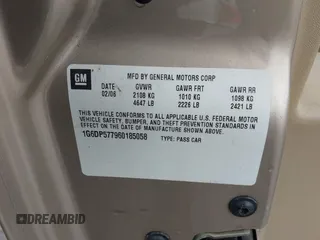 GM
MFD BY GENERAL MOTORS CORP
DATE GVWR GAWR FRT GAWR RR
02/06 2108 KG 1010 KG 1098 KG
4647 LB 2226 LB 2421 LB
THIS VEHICLE CONFORMS TO ALL APPLICABLE U.S. FEDERAL MOTOR
VEHICLE SAFETY, BUMPER, AND THEFT PREVENTION STANDARDS
IN EFFECT ON THE DATE OF MANUFACTURE SHOWN ABOVE.
1G6DP577960185058 TYPE: PASS CAR
DREAMBID